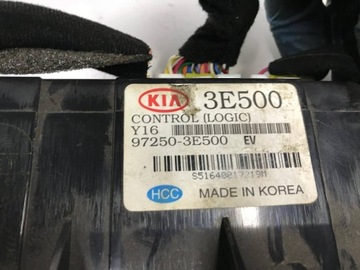 KIA 3E500
CONTROL (LOGIC)
Y16
97250-3E500 EV
HCC MADE IN KOREA